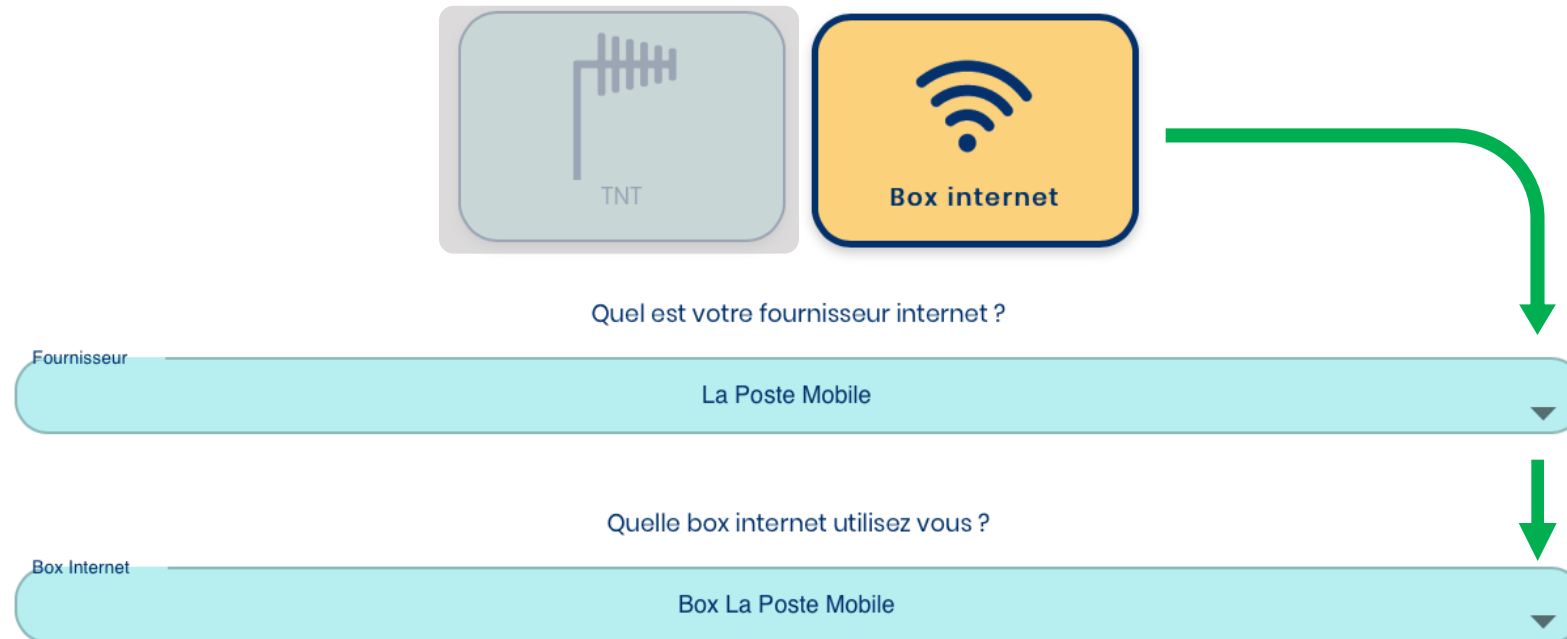 TNT
Box internet
Quel est votre fournisseur internet ?
Fournisseur
La Poste Mobile
Quelle box internet utilisez vous ?
Box Internet
Box La Poste Mobile